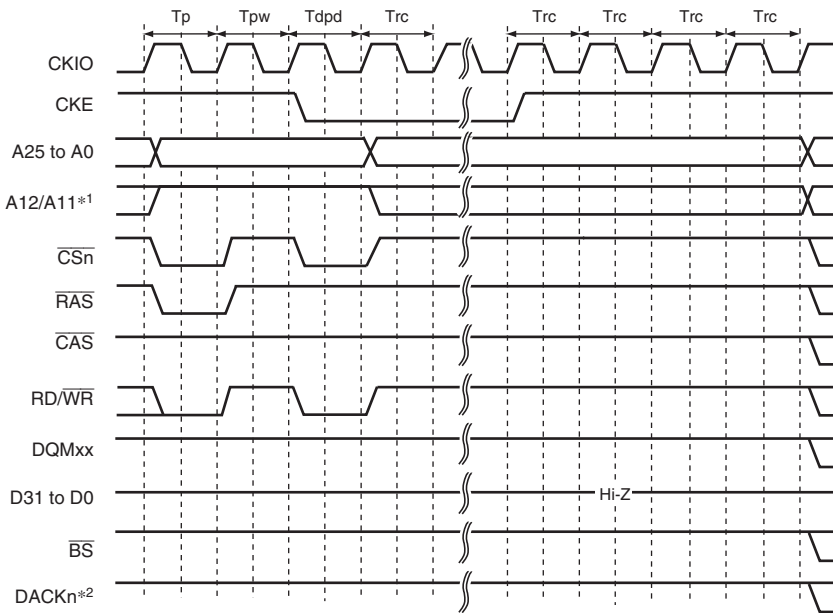 Tp Tpw Tdpd Trc Trc Trc Trc Trc
CKIO
CKE
A25 to A0
A12/A11*1
CSn
RAS
CAS
RD/WR
DQMxx
D31 to D0
Hi-Z
BS
DACKn*2